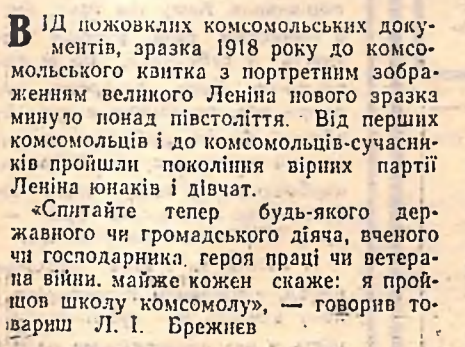 ВІД пожовклих комсомольських доку-
ментів, зразка 1918 року до комсо-
мольського квитка з портретним зобра-
женням великого Леніна нового зразка
минуло понад півстоліття. Від перших
комсомольців і до комсомольців-сучасни-
ків пройшли покоління вірних партії
Леніна юнаків і дівчат.
«Спитайте тепер будь-якого дер-
жавного чи громадського діяча, вченого
чи господарника, героя праці чи ветера-
на війни, майже кожен скаже: я прой-
шов школу комсомолу», — говорив то-
вариш Л. І. Брежнєв